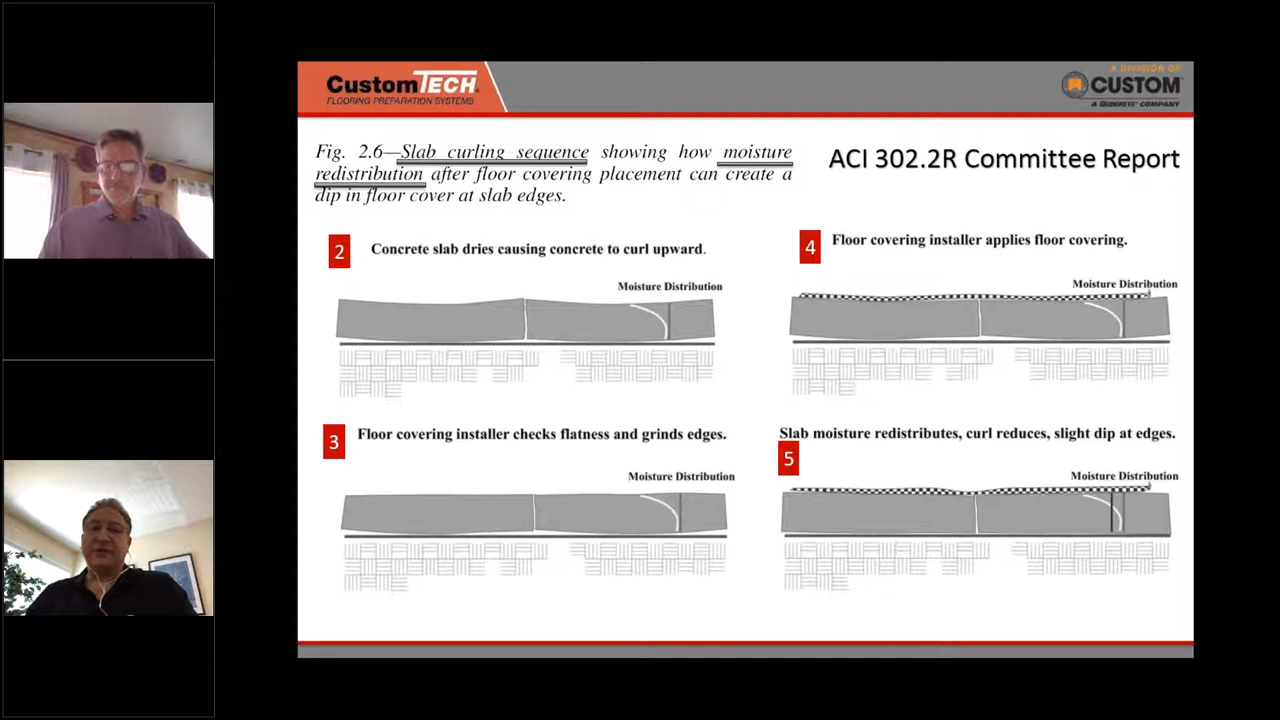 CUSTOMTECH®
FLOORING PREPARATION SYSTEMS
A DIVISION OF
CUSTOM
A QUIKRETE COMPANY
Fig. 2.6—Slab curling sequence showing how moisture
redistribution after floor covering placement can create a
dip in floor cover at slab edges.
ACI 302.2R Committee Report
2
Concrete slab dries causing concrete to curl upward.
Moisture Distribution
3
Floor covering installer checks flatness and grinds edges.
Moisture Distribution
4
Floor covering installer applies floor covering.
Moisture Distribution
Slab moisture redistributes, curl reduces, slight dip at edges.
5
Moisture Distribution